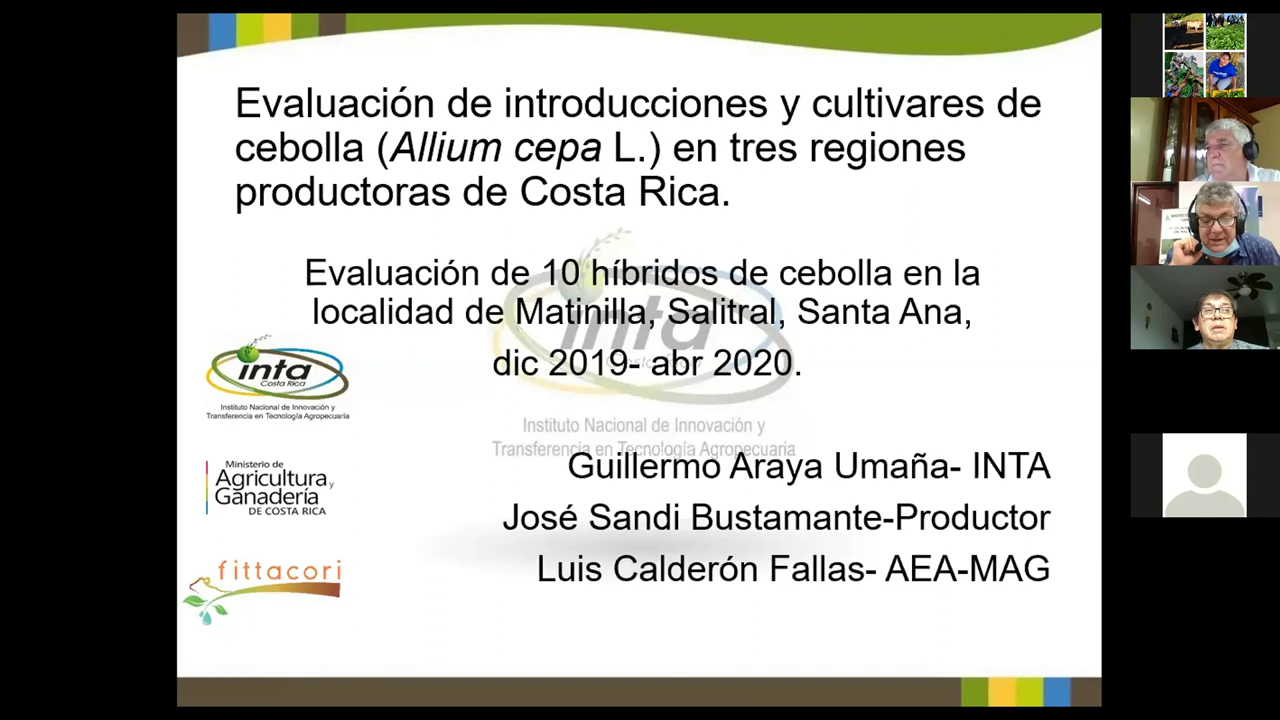 Evaluación de introducciones y cultivares de
cebolla (Allium cepa L.) en tres regiones
productoras de Costa Rica.
Evaluación de 10 híbridos de cebolla en la
localidad de Matinilla, Salitral, Santa Ana,
dic 2019- abr 2020.
inta
Costa Rica
Instituto Nacional de Innovación y
Transferencia en Tecnología Agropecuaria
inta
Costa Rica
Instituto Nacional de Innovación y
Transferencia en Tecnología Agropecuaria
Guillermo Araya Umaña- INTA
José Sandi Bustamante-Productor
Luis Calderón Fallas- AEA-MAG
Ministerio de
Agricultura y
Ganadería
DE COSTA RICA
fittacori